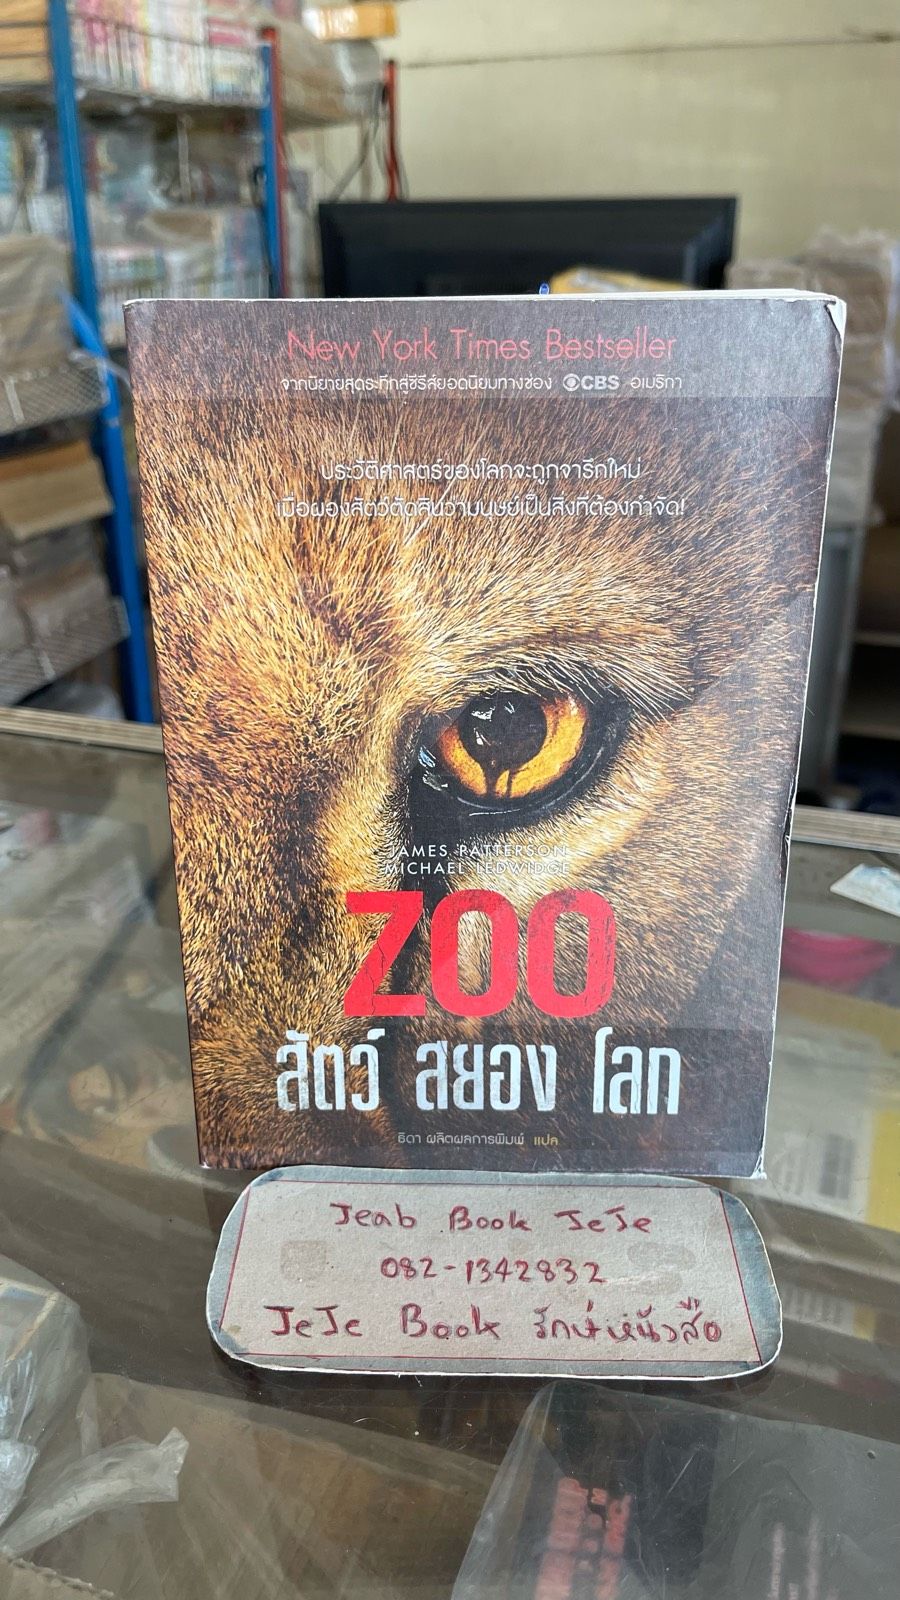 New York Times Bestseller
จากนิยายสุดระทึกสู่ซีรีส์ยอดนิยมทางช่อง CBS อเมริกา
ประวัติศาสตร์ของโลกจะถูกจารึกใหม่
เมื่อผองสัตว์ตัดสินว่ามนุษย์เป็นสิ่งที่ต้องกำจัด!
JAMES PATTERSON
MICHAEL LEDWIDGE
ZOO
สัตว์ สยอง โลก
ธิดา ผลิตผลการพิมพ์ แปล
Jeab Book JeJe
082-1342832
JeJe Book รักษ์หนังสือ